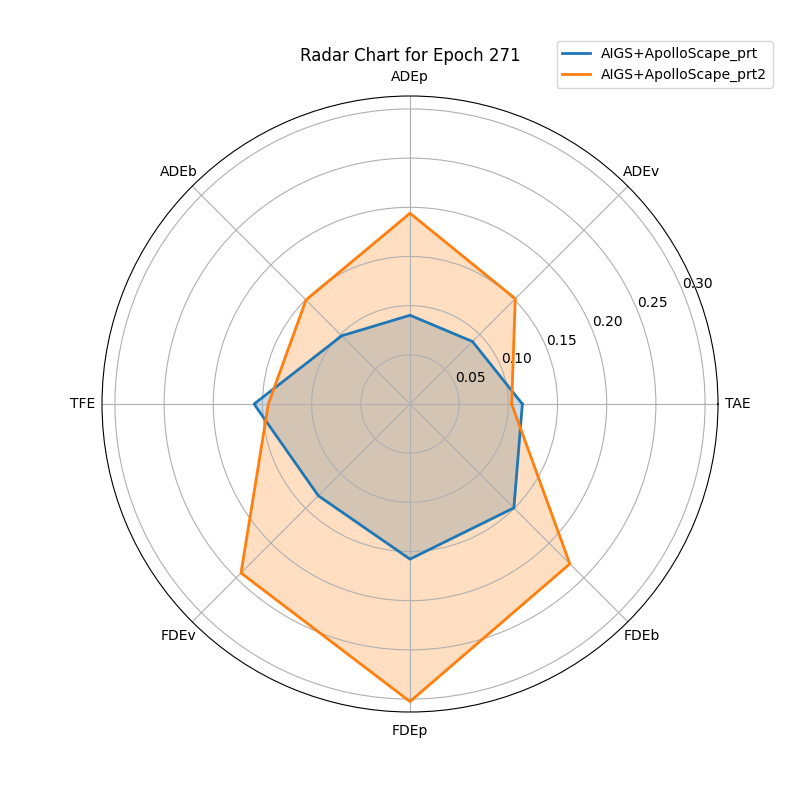 Radar Chart for Epoch 271
AIGS+ApolloScape_prt
AIGS+ApolloScape_prt2
ADEp
ADEb
ADEv
0.30
0.25
0.20
0.15
0.10
0.05
TFE
TAE
FDEv
FDEb
FDEp